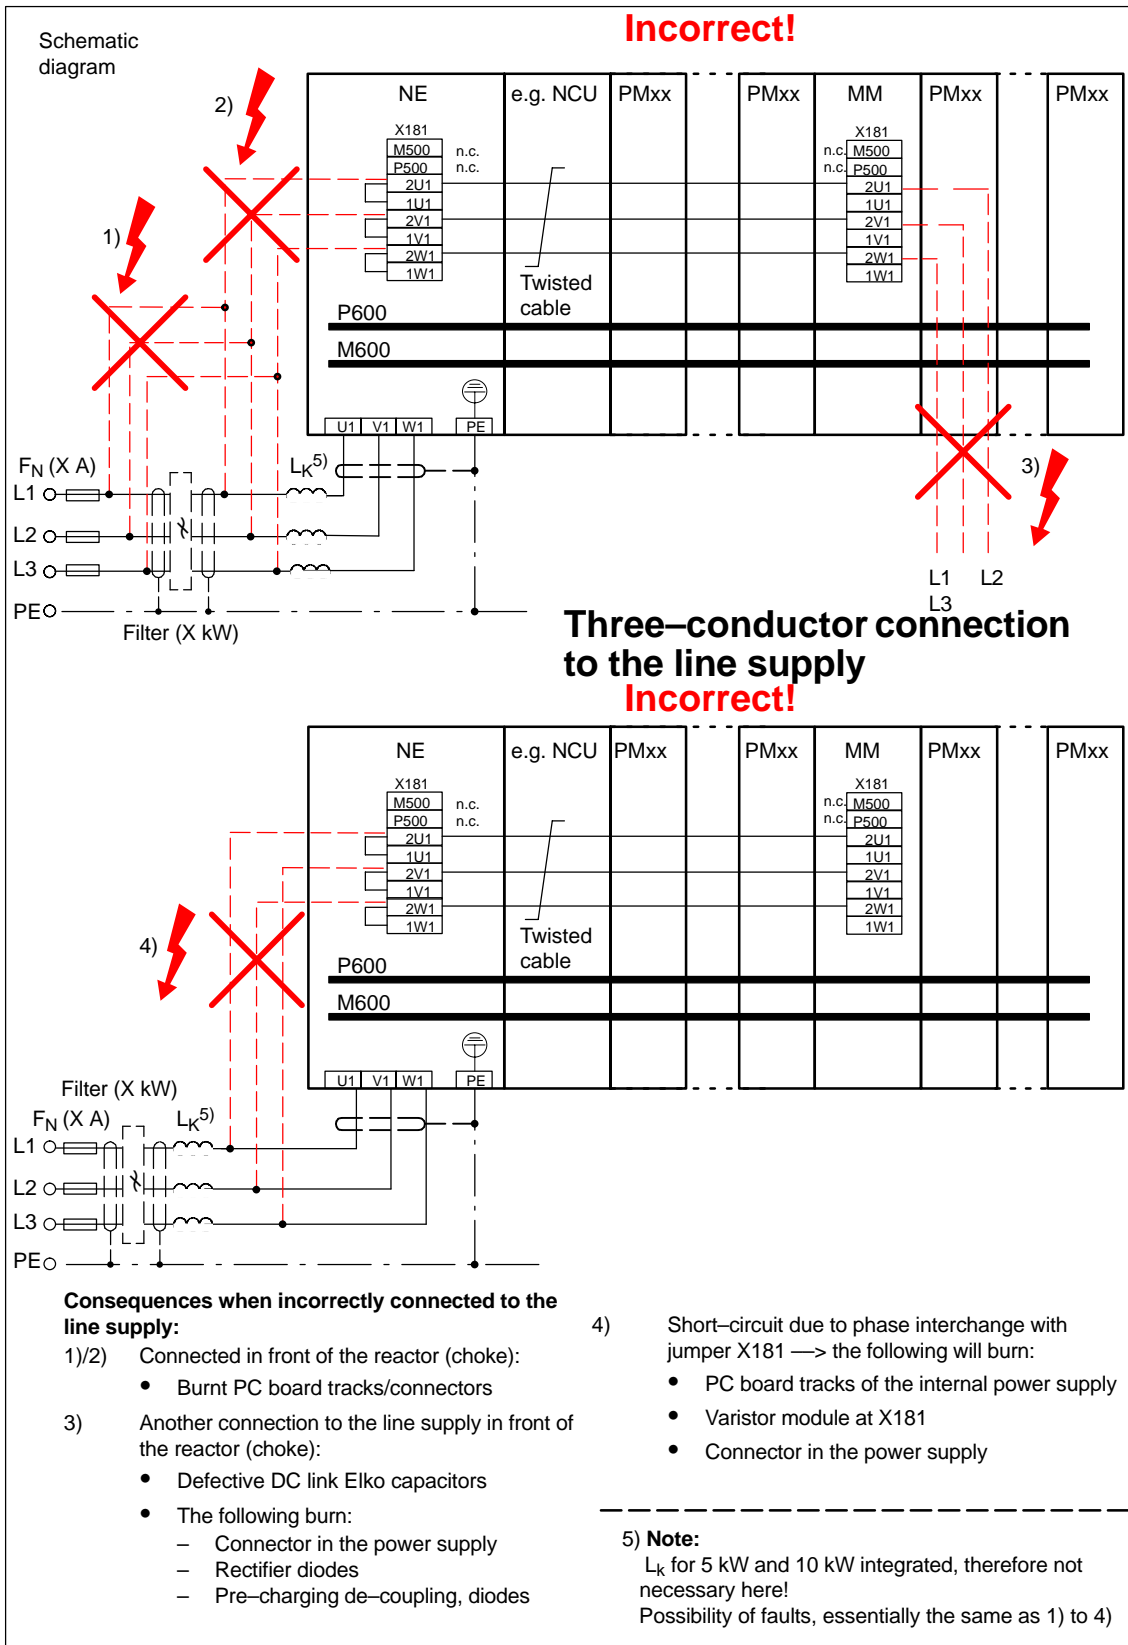 Incorrect!
Schematic
diagram
2)
1)
NE
e.g. NCU
PMxx
PMxx
MM
PMxx
PMxx
X181
M500 n.c.
P500 n.c.
2U1
1U1
2V1
1V1
2W1
1W1
X181
n.c. M500
n.c. P500
2U1
1U1
2V1
1V1
2W1
1W1
Twisted
cable
P600
M600
U1 V1 W1 PE
FN (X A)
LK5)
L1
L2
L3
PE
Filter (X kW)
3)
L1 L2
L3
Three–conductor connection
to the line supply
Incorrect!
NE
e.g. NCU
PMxx
PMxx
MM
PMxx
PMxx
X181
M500 n.c.
P500 n.c.
2U1
1U1
2V1
1V1
2W1
1W1
X181
n.c. M500
n.c. P500
2U1
1U1
2V1
1V1
2W1
1W1
4)
Twisted
cable
P600
M600
U1 V1 W1 PE
Filter (X kW)
FN (X A)
LK5)
L1
L2
L3
PE
Consequences when incorrectly connected to the
line supply:
1)/2) Connected in front of the reactor (choke):
• Burnt PC board tracks/connectors
3) Another connection to the line supply in front of
the reactor (choke):
• Defective DC link Elko capacitors
• The following burn:
– Connector in the power supply
– Rectifier diodes
– Pre–charging de–coupling, diodes
4) Short–circuit due to phase interchange with
jumper X181 —> the following will burn:
• PC board tracks of the internal power supply
• Varistor module at X181
• Connector in the power supply
5) Note:
Lk for 5 kW and 10 kW integrated, therefore not
necessary here!
Possibility of faults, essentially the same as 1) to 4)